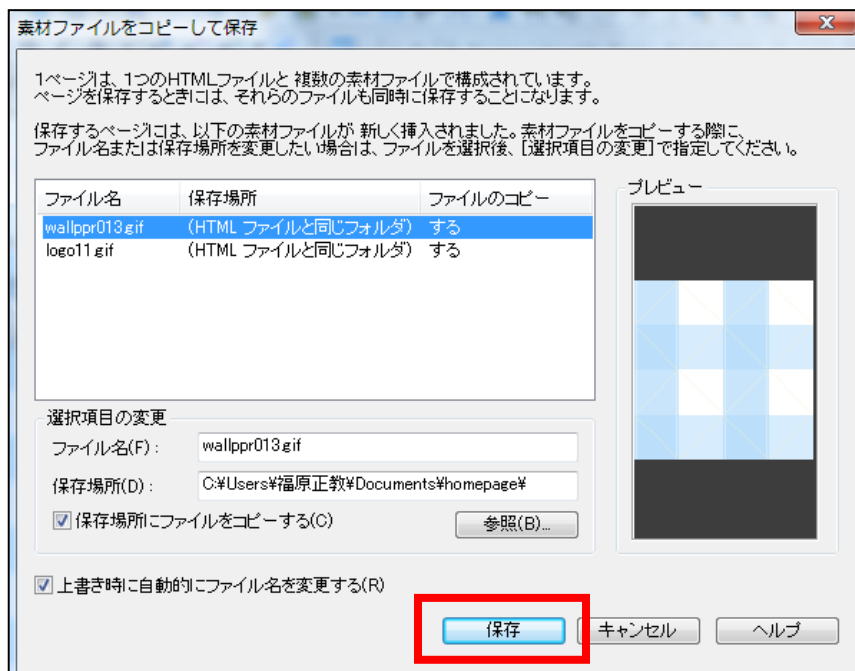 素材ファイルをコピーして保存
1ページは、1つのHTMLファイルと 複数の素材ファイルで構成されています。
ページを保存するときには、それらのファイルも同時に保存することになります。
保存するページには、以下の素材ファイルが 新しく挿入されました。素材ファイルをコピーする際に、
ファイル名または保存場所を変更したい場合は、ファイルを選択後、[選択項目の変更]で指定してください。
ファイル名 保存場所 ファイルのコピー
wallppr013.gif (HTML ファイルと同じフォルダ) する
logo11.gif (HTML ファイルと同じフォルダ) する
プレビュー
選択項目の変更
ファイル名(F): wallppr013.gif
保存場所(D): C:¥Users¥福原正教¥Documents¥homepage¥
保存場所にファイルをコピーする(C) 参照(B)...
上書き時に自動的にファイル名を変更する(R)
保存 キャンセル ヘルプ